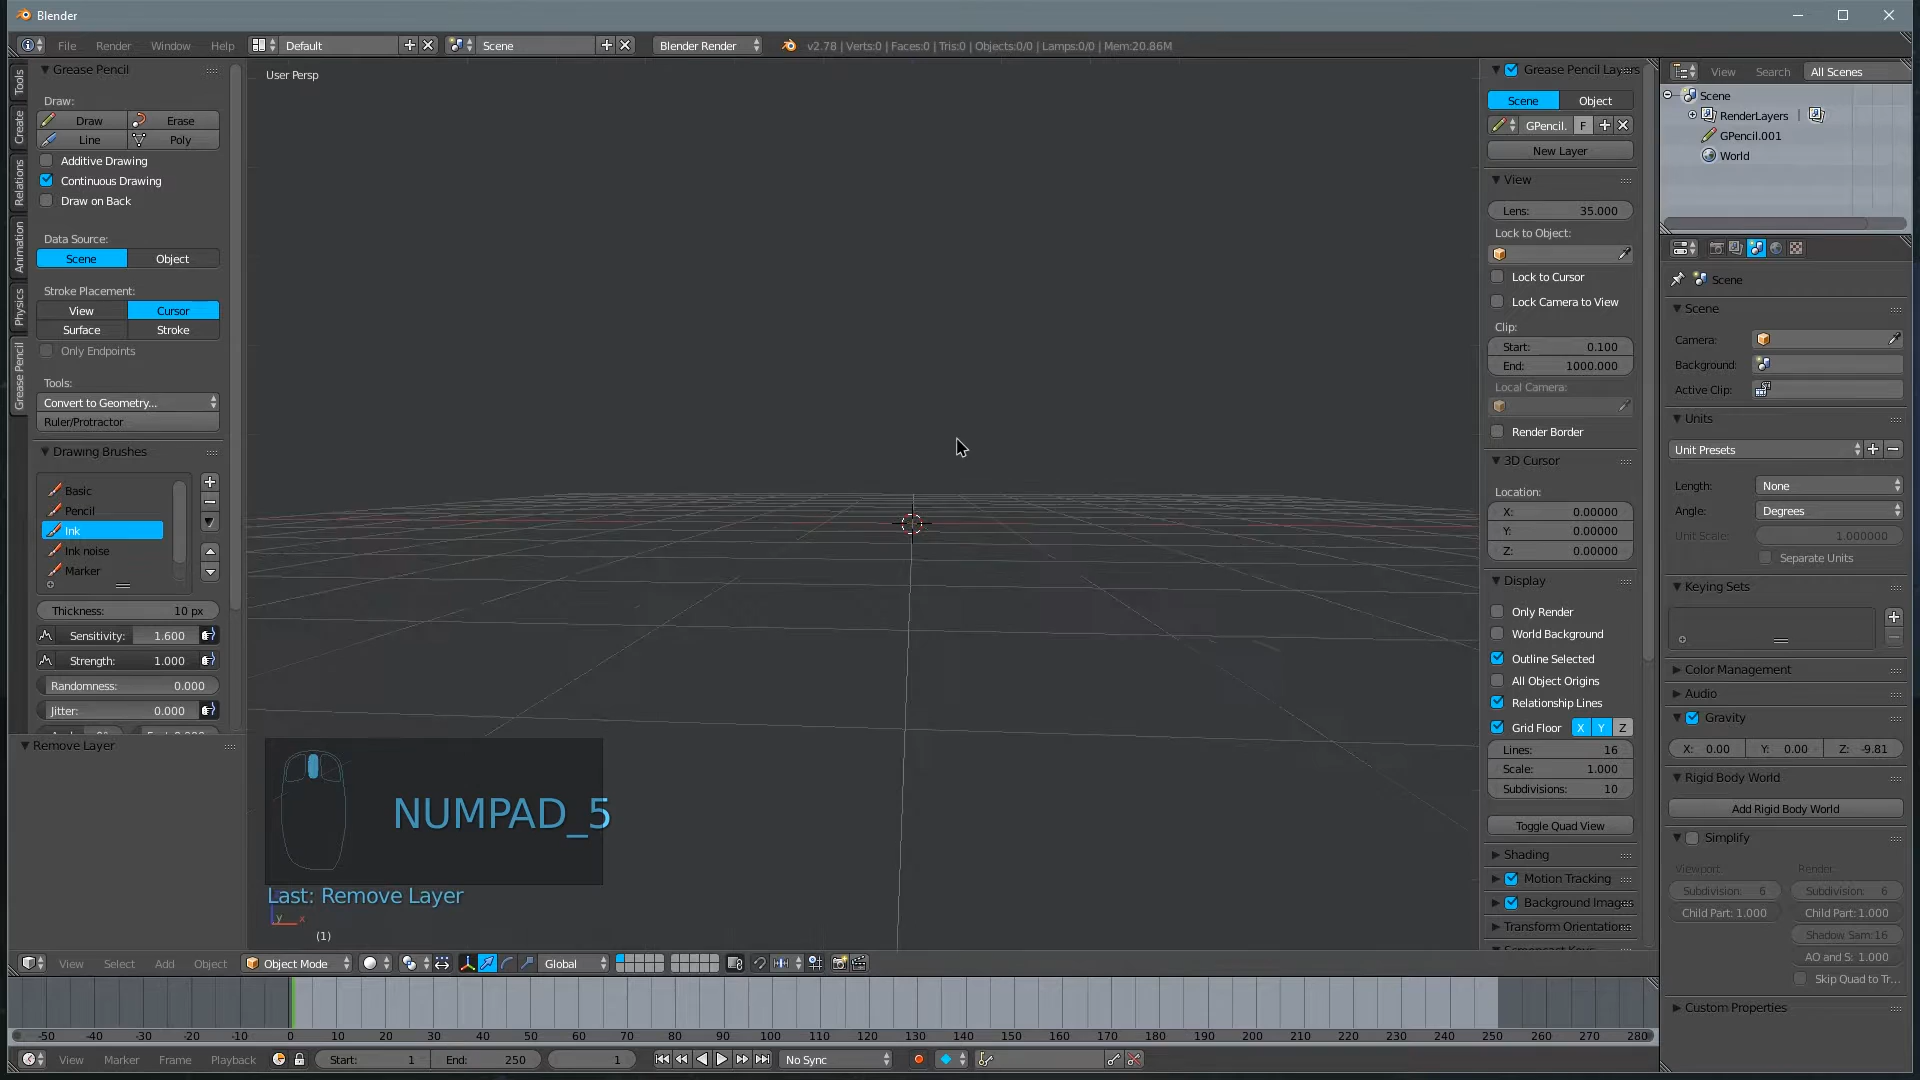 Blender
File Render Window Help Default Scene Blender Render v2.78 | Verts:0 | Faces:0 | Tris:0 | Objects:0/0 | Lamps:0/0 | Mem:20.86M
Tools
Create
Relations
Animation
Physics
Grease Pencil
Grease Pencil
Draw:
Draw Erase
Line Poly
Additive Drawing
Continuous Drawing
Draw on Back
Data Source:
Scene Object
Stroke Placement:
View Cursor
Surface Stroke
Only Endpoints
Tools:
Convert to Geometry...
Ruler/Protractor
Drawing Brushes
Basic
Pencil
Ink
Ink noise
Marker
Thickness: 10 px
Sensitivity: 1.600
Strength: 1.000
Randomness: 0.000
Jitter: 0.000
Remove Layer
User Persp
NUMPAD_5
Last: Remove Layer
y x
(1)
Grease Pencil Layers
Scene Object
GPencil. F
New Layer
View
Lens: 35.000
Lock to Object:
Lock to Cursor
Lock Camera to View
Clip:
Start: 0.100
End: 1000.000
Local Camera:
Render Border
3D Cursor
Location:
X: 0.00000
Y: 0.00000
Z: 0.00000
Display
Only Render
World Background
Outline Selected
All Object Origins
Relationship Lines
Grid Floor X Y Z
Lines: 16
Scale: 1.000
Subdivisions: 10
Toggle Quad View
Shading
Motion Tracking
Background Images
Transform Orientations
View Search All Scenes
Scene
RenderLayers |
GPencil.001
World
Scene
Scene
Camera:
Background:
Active Clip:
Units
Unit Presets
Length: None
Angle: Degrees
Unit Scale: 1.000000
Separate Units
Keying Sets
Color Management
Audio
Gravity
X: 0.00 Y: 0.00 Z: -9.81
Rigid Body World
Add Rigid Body World
Simplify
Viewport: Render:
Subdivision: 6 Subdivision: 6
Child Part: 1.000 Child Part: 1.000
Shadow Sam:16
AO and S: 1.000
Skip Quad to Tr...
Custom Properties
View Select Add Object Object Mode Global
-50 -40 -30 -20 -10 0 10 20 30 40 50 60 70 80 90 100 110 120 130 140 150 160 170 180 190 200 210 220 230 240 250 260 270 280
View Marker Frame Playback Start: 1 End: 250 1 No Sync